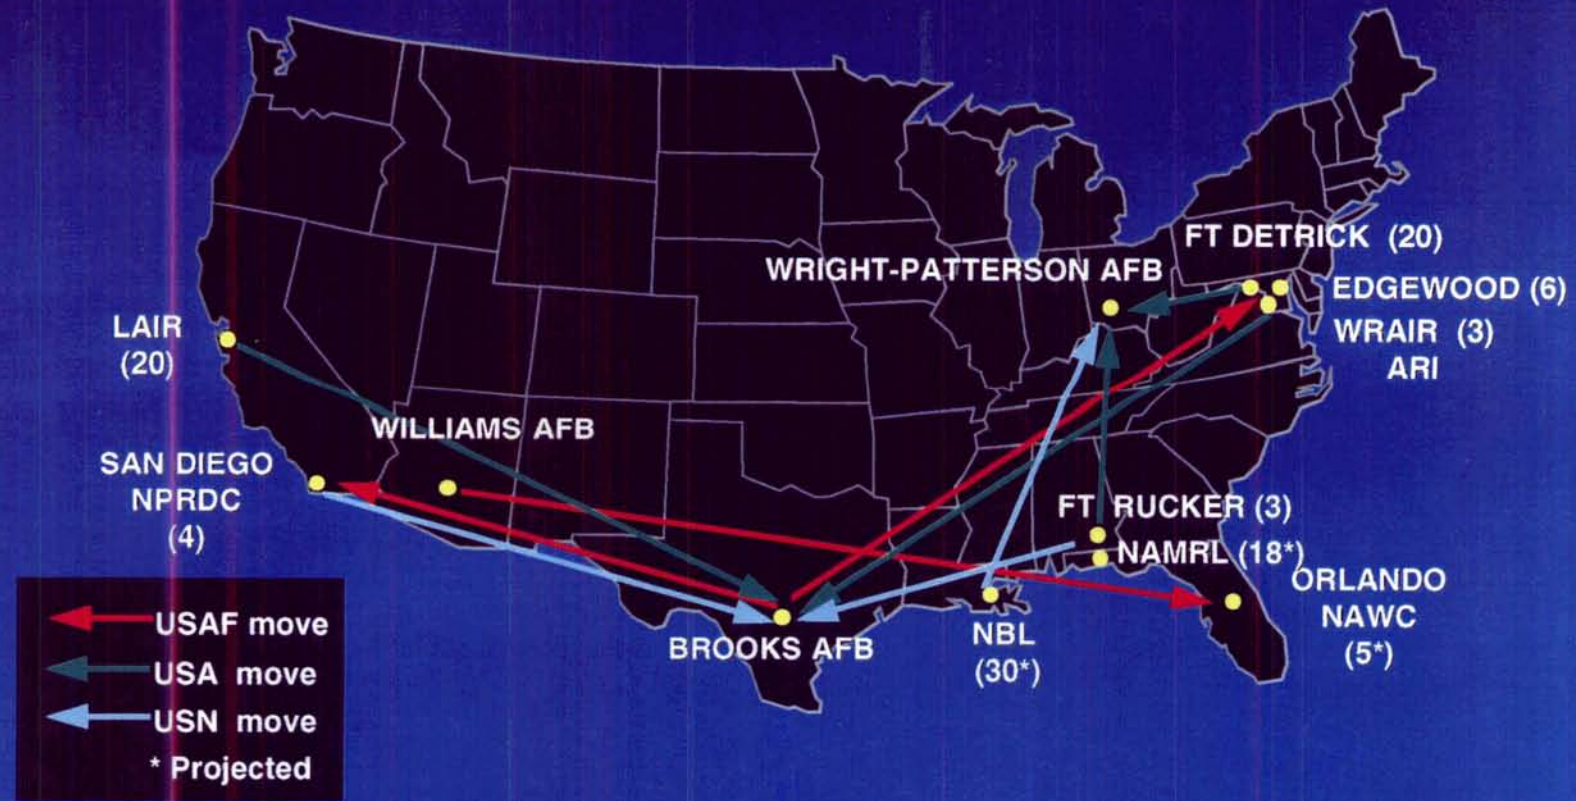 FT DETRICK (20)
WRIGHT-PATTERSON AFB
EDGEWOOD (6)
WRAIR (3)
ARI
LAIR
(20)
WILLIAMS AFB
SAN DIEGO
NPRDC
(4)
FT RUCKER (3)
NAMRL (18*)
ORLANDO
NAWC
(5*)
BROOKS AFB
NBL
(30*)
USAF move
USA move
USN move
* Projected